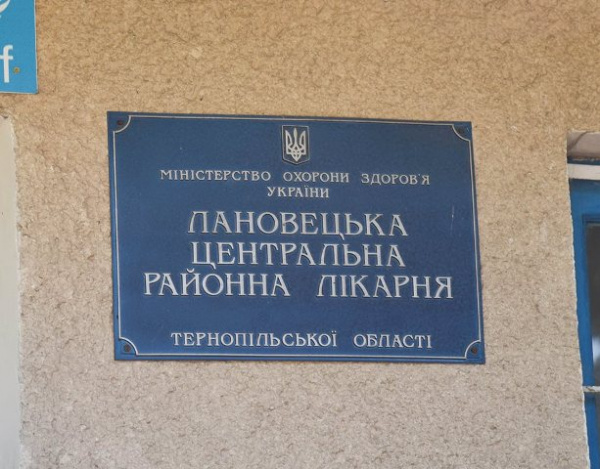 f
МІНІСТЕРСТВО ОХОРОНИ ЗДОРОВ'Я
УКРАЇНИ
ЛАНОВЕЦЬКА
ЦЕНТРАЛЬНА
РАЙОННА ЛІКАРНЯ
ТЕРНОПІЛЬСЬКОЇ ОБЛАСТІ